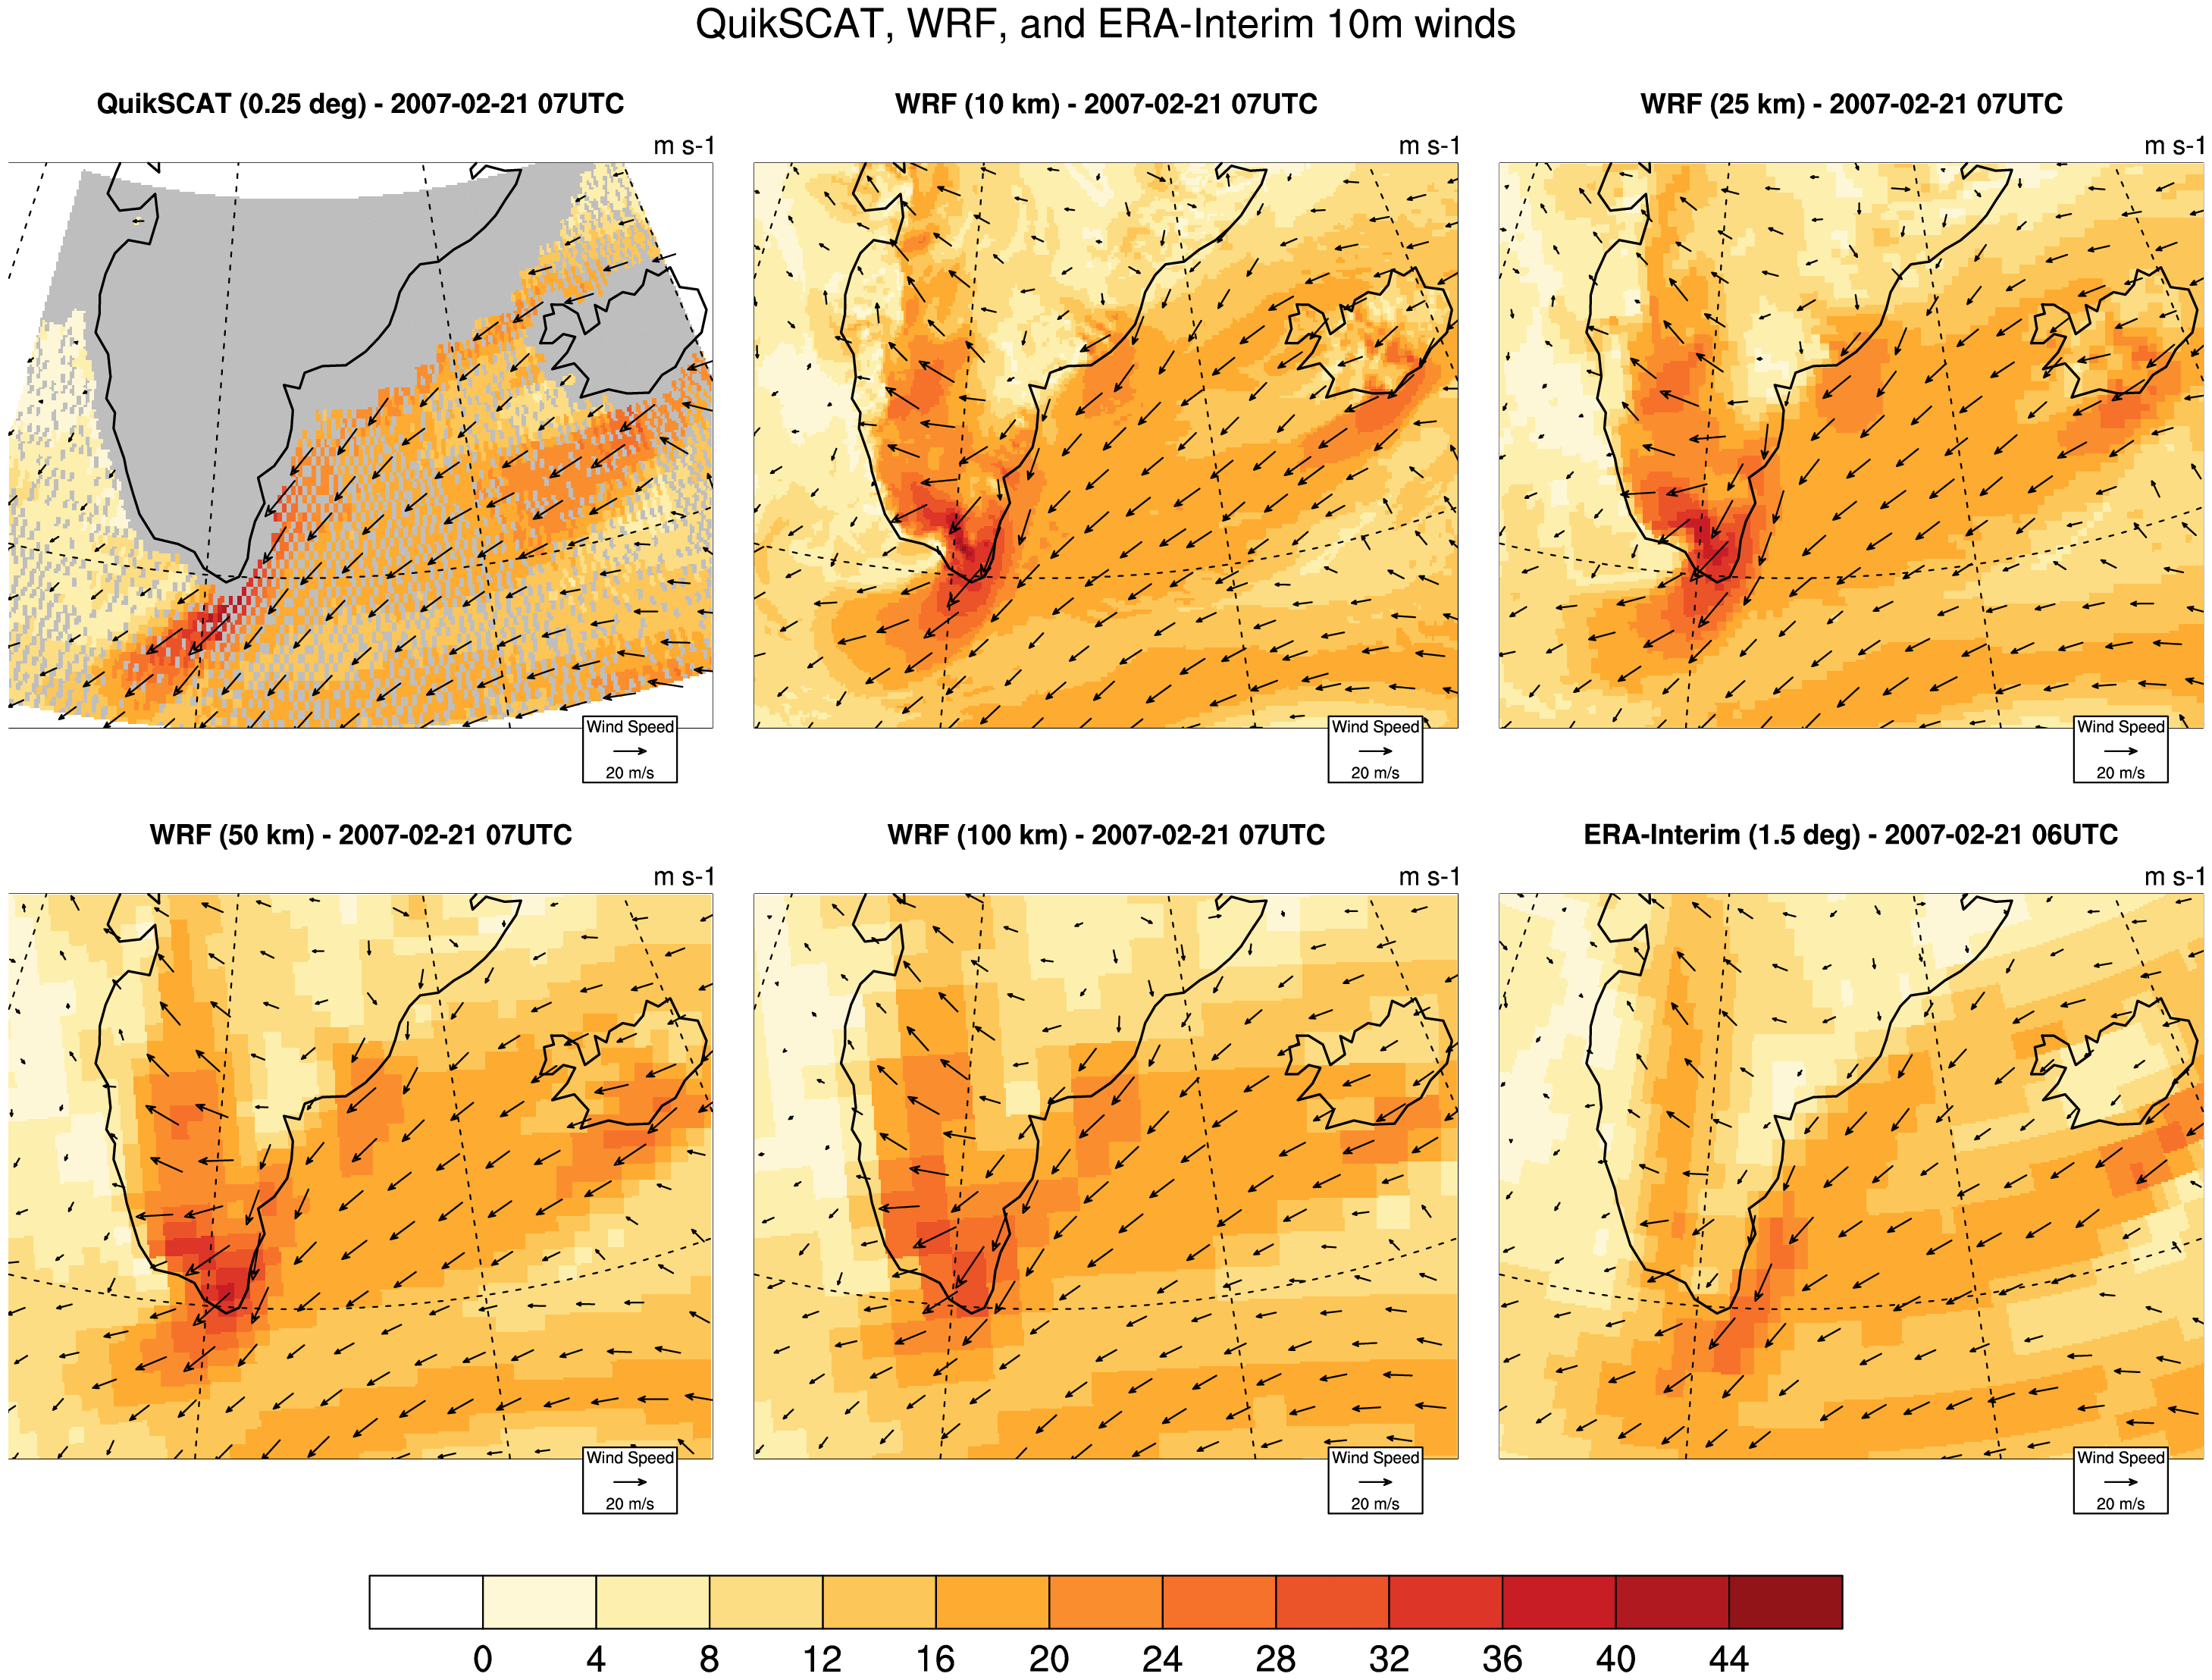 QuikSCAT, WRF, and ERA-Interim 10m winds
QuikSCAT (0.25 deg) - 2007-02-21 07UTC
m s-1
Wind Speed
20 m/s
WRF (10 km) - 2007-02-21 07UTC
m s-1
Wind Speed
20 m/s
WRF (25 km) - 2007-02-21 07UTC
m s-1
Wind Speed
20 m/s
WRF (50 km) - 2007-02-21 07UTC
m s-1
Wind Speed
20 m/s
WRF (100 km) - 2007-02-21 07UTC
m s-1
Wind Speed
20 m/s
ERA-Interim (1.5 deg) - 2007-02-21 06UTC
m s-1
Wind Speed
20 m/s
0 4 8 12 16 20 24 28 32 36 40 44